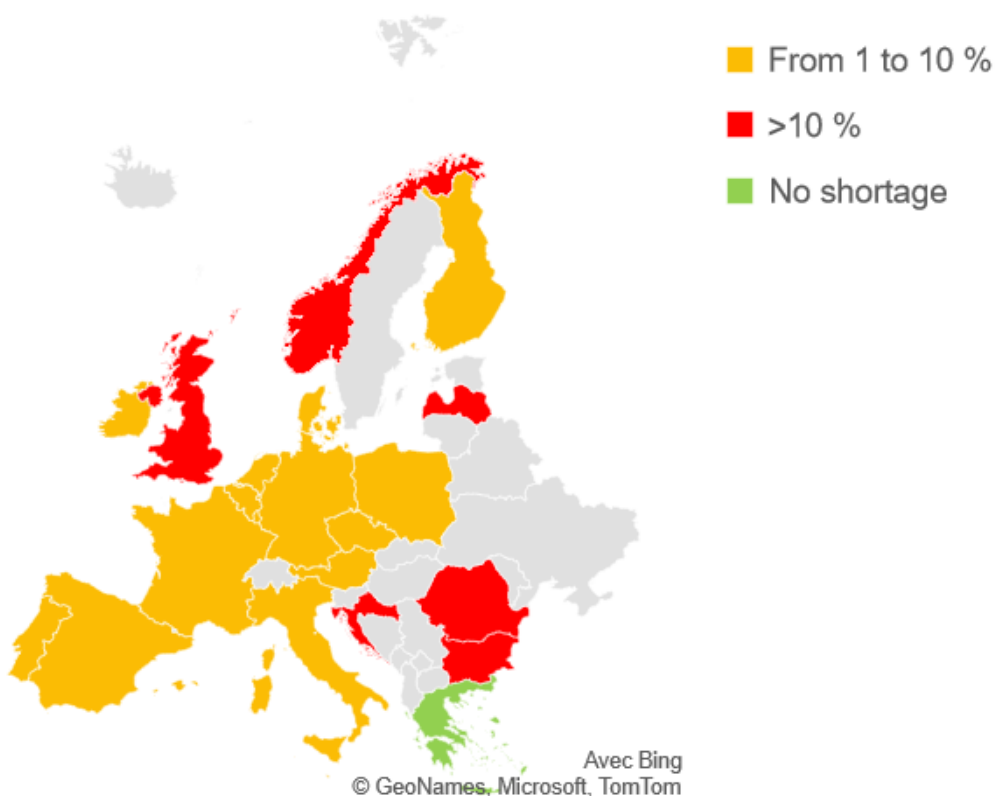 From 1 to 10 %
>10 %
No shortage
Avec Bing
© GeoNames, Microsoft, TomTom